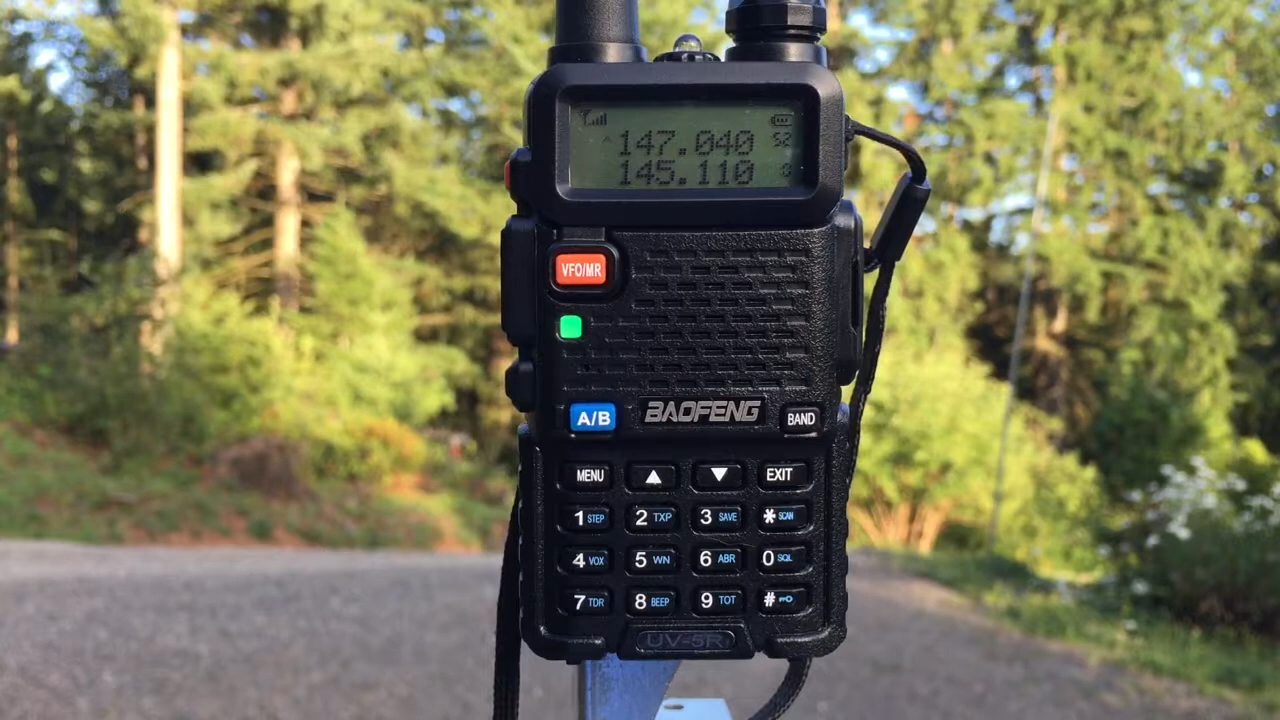 147.040 52
145.110
VFO/MR
A/B BAOFENG BAND
MENU ▲ ▼ EXIT
1 STEP 2 TXP 3 SAVE * SCAN
4 VOX 5 WN 6 ABR 0 SQL
7 TDR 8 BEEP 9 TOT #
UV-5R